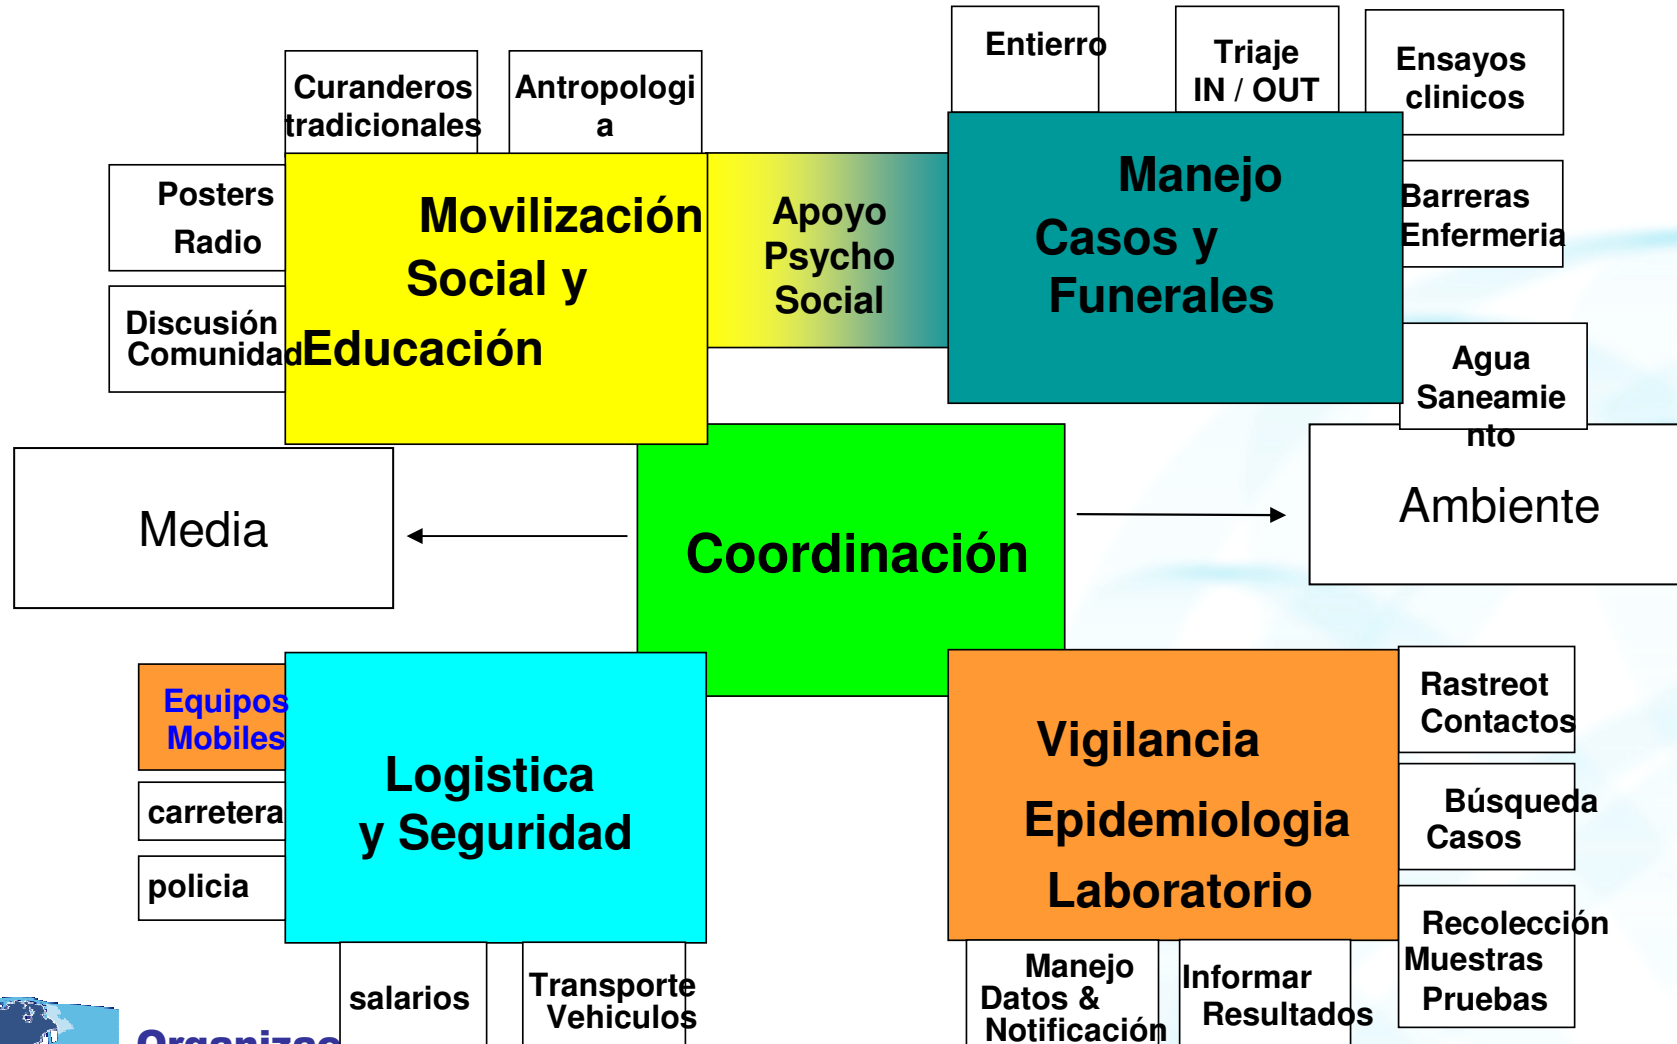 Curanderos
tradicionales
Antropologi
a
Entierro
Triaje
IN / OUT
Ensayos
clinicos
Posters
Radio
Discusión
Comunidad
Movilización
Social y
Educación
Apoyo
Psycho
Social
Manejo
Casos y
Funerales
Barreras
Enfermeria
Agua
Saneamie
nto
Media
Coordinación
Ambiente
Equipos
Mobiles
carretera
policia
Logistica
y Seguridad
salarios
Transporte
Vehiculos
Vigilancia
Epidemiologia
Laboratorio
Rastreot
Contactos
Búsqueda
Casos
Recolección
Muestras
Pruebas
Manejo
Datos &
Notificación
Informar
Resultados